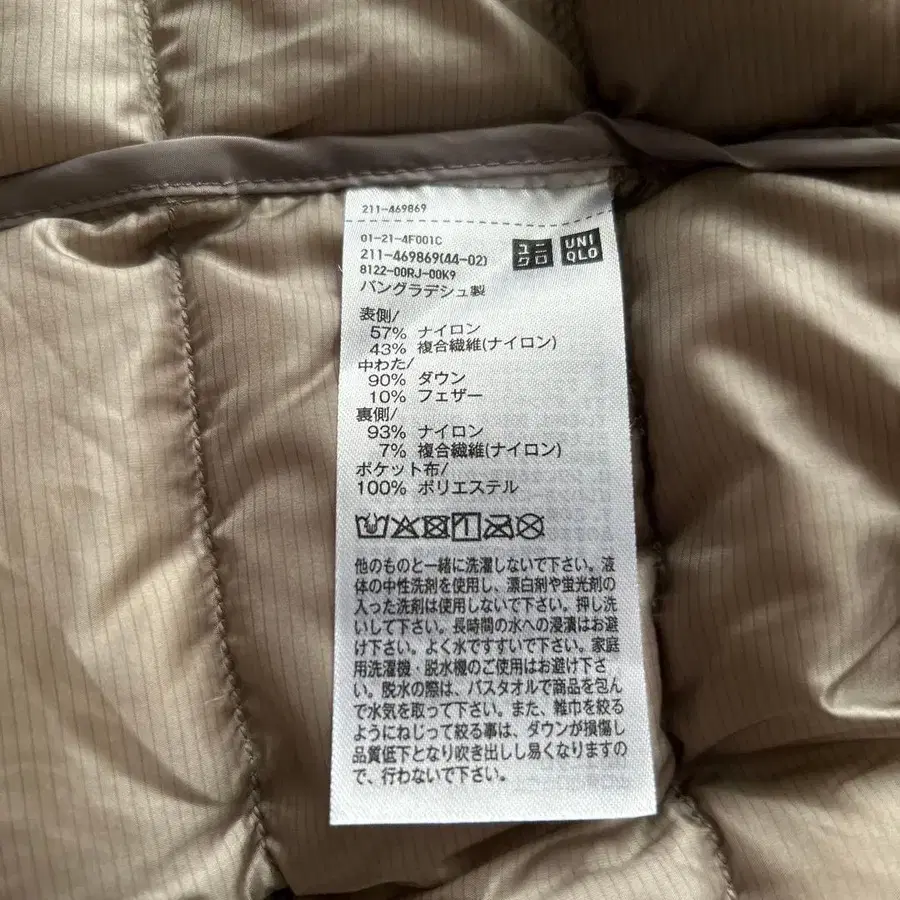 211-469869
01-21-4F001C
211-469869(44-02)
8122-00RJ-00K9
バングラデシュ製
ユニ
クロ
UNI
QLO
表側/
57% ナイロン
43% 複合繊維(ナイロン)
中わた/
90% ダウン
10% フェザー
裏側/
93% ナイロン
7% 複合繊維(ナイロン)
ポケット布/
100% ポリエステル
他のものと一緒に洗濯しないで下さい。液
体の中性洗剤を使用し、漂白剤や蛍光剤の
入った洗剤は使用しないで下さい。押し洗
いして下さい。長時間の水への浸漬はお避
け下さい。よく水ですすいで下さい。家庭
用洗濯機・脱水機のご使用はお避け下さ
い。脱水の際は、バスタオルで商品を包ん
で水気を取って下さい。また、雑巾を絞る
ようにねじって絞る事は、ダウンが損傷し
品質低下となり吹き出しし易くなりますの
で、行わないで下さい。